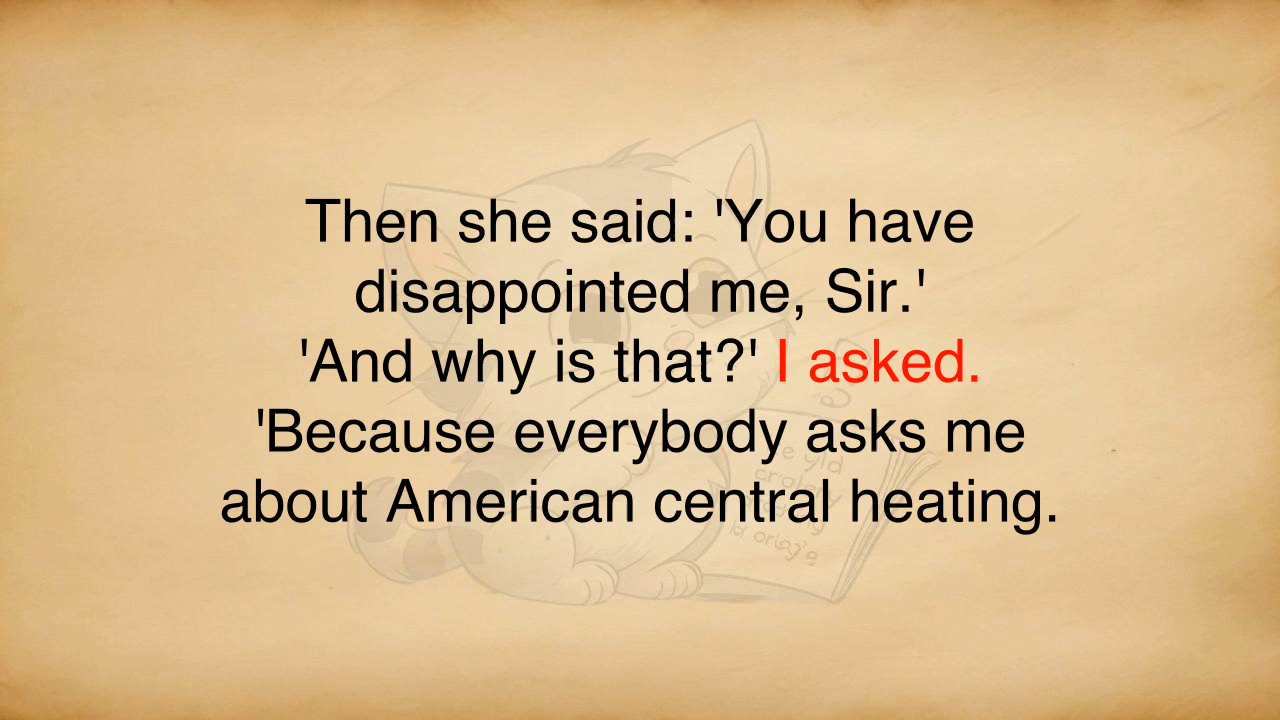 Then she said: 'You have
disappointed me, Sir.'
'And why is that?' I asked.
'Because everybody asks me
about American central heating.